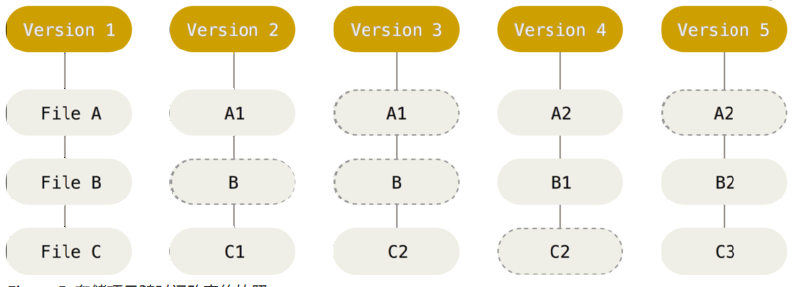 Version 1 Version 2 Version 3 Version 4 Version 5
File A A1 A1 A2 A2
File B B B B1 B2
File C C1 C2 C2 C3